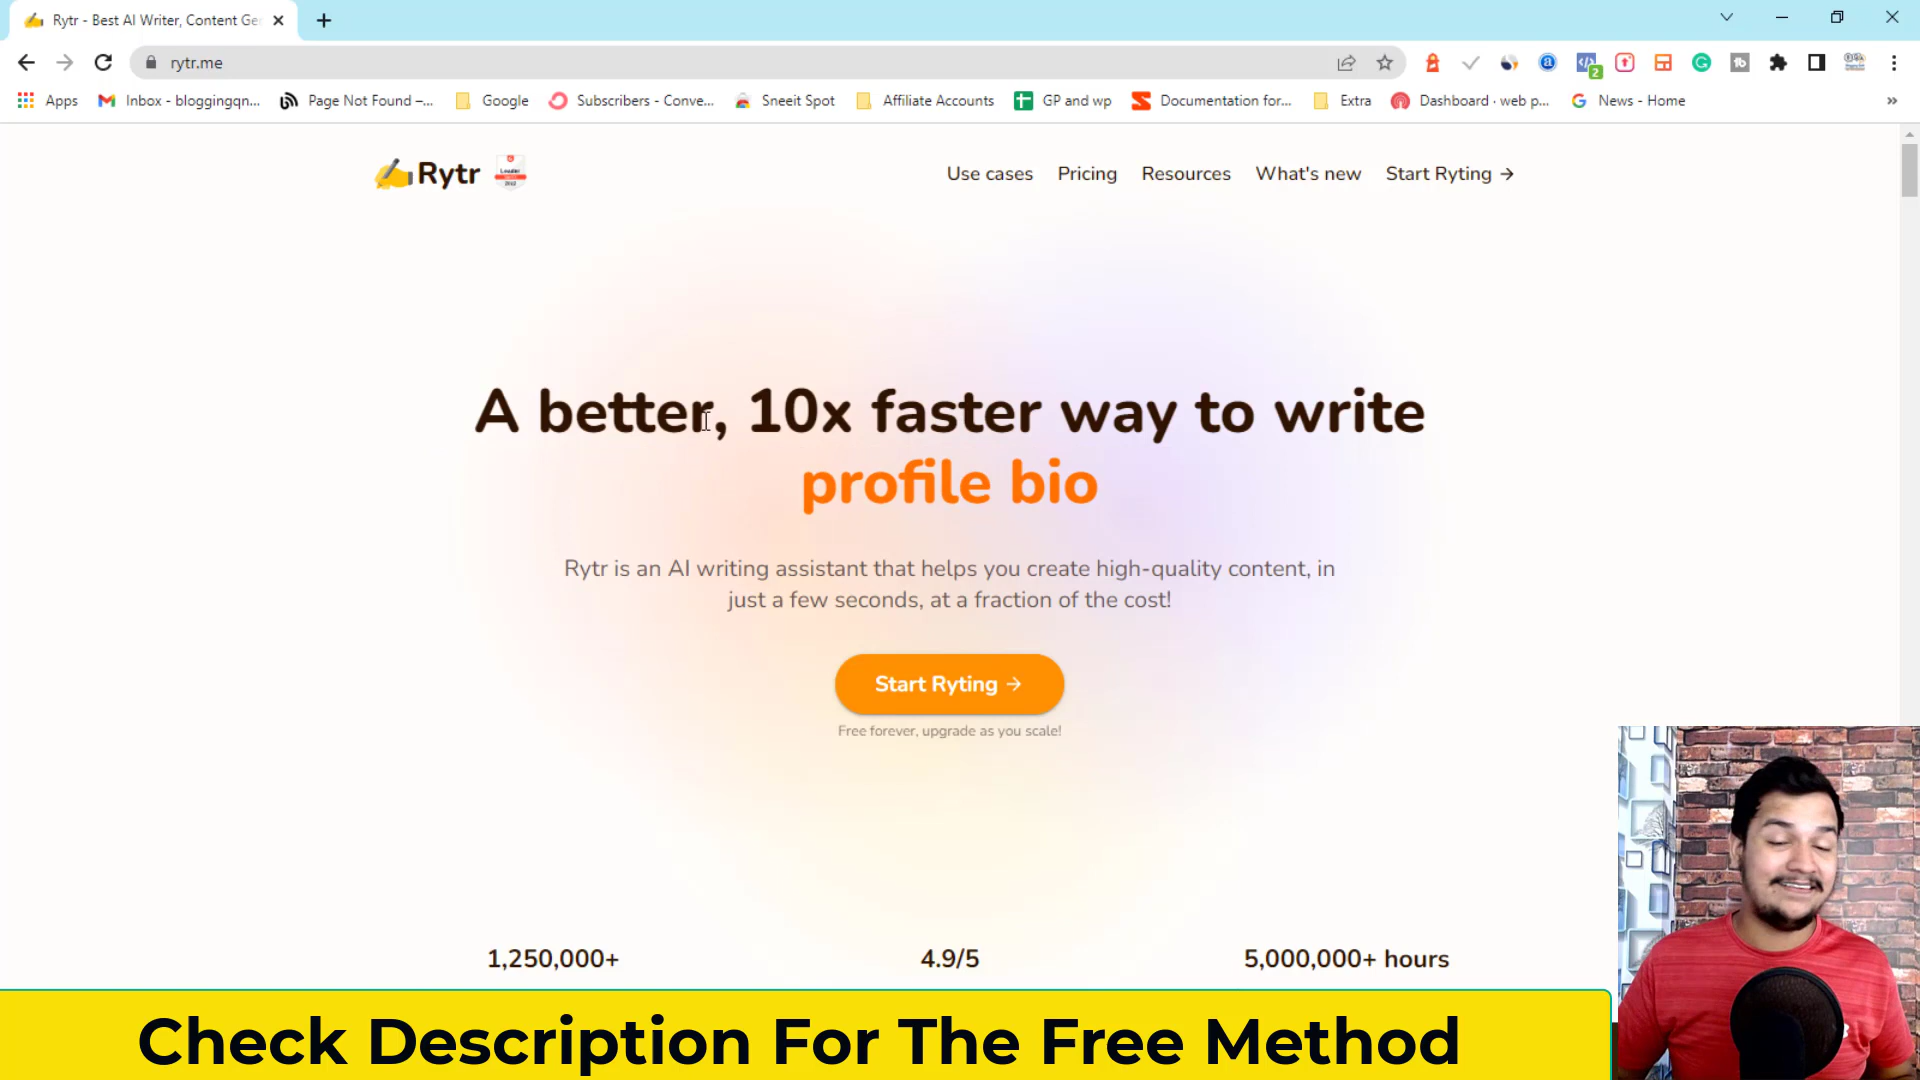 Rytr - Best AI Writer, Content Ge
rytr.me
2
Apps
Inbox - bloggingqn...
Page Not Found –...
Google
Subscribers - Conve...
Sneeit Spot
Affiliate Accounts
GP and wp
Documentation for...
Extra
Dashboard · web p...
News - Home
»
Rytr
Leader
Use cases
Pricing
Resources
What's new
Start Ryting →
A better, 10x faster way to write
profile bio
Rytr is an AI writing assistant that helps you create high-quality content, in
just a few seconds, at a fraction of the cost!
Start Ryting →
Free forever, upgrade as you scale!
1,250,000+
4.9/5
5,000,000+ hours
Check Description For The Free Method